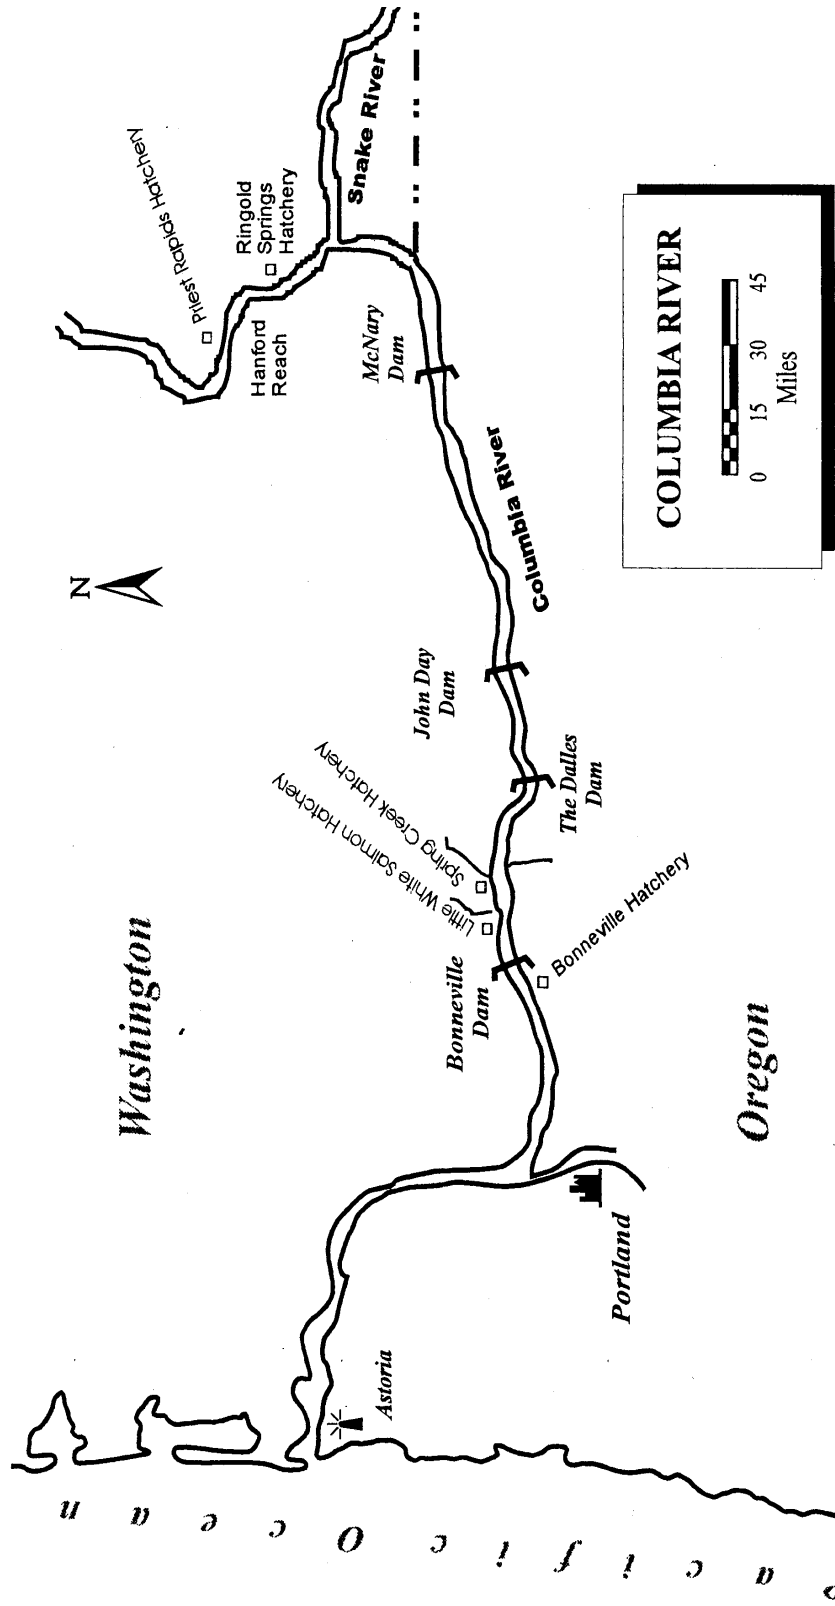 Priest Rapids Hatchery
Ringold
Springs
Hatchery
Snake River
Hanford
Reach
McNary
Dam
N
Columbia River
John Day
Dam
The Dalles
Dam
Spring Creek Hatchery
Little White Salmon Hatchery
Bonneville
Dam
Bonneville Hatchery
Washington
Oregon
Portland
Astoria
Pacific Ocean
COLUMBIA RIVER
0 15 30 45
Miles